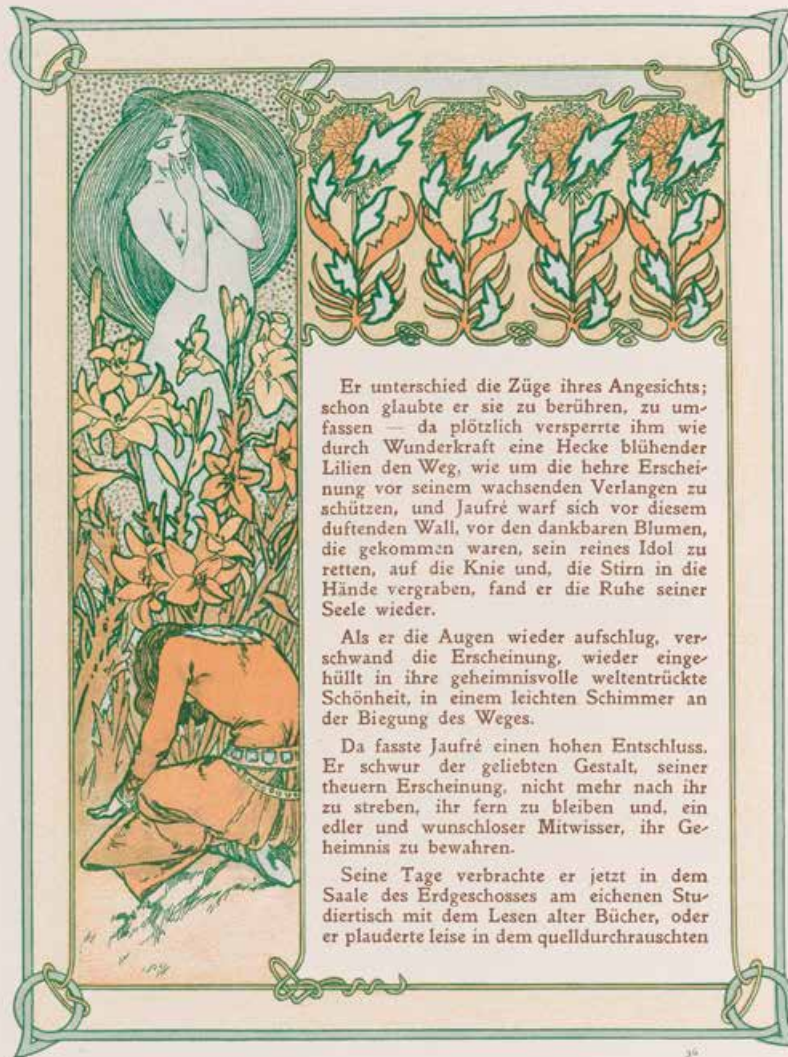 Er unterschied die Züge ihres Angesichts;
schon glaubte er sie zu berühren, zu um-
fassen — da plötzlich versperrte ihm wie
durch Wunderkraft eine Hecke blühender
Lilien den Weg, wie um die hehre Erschei-
nung vor seinem wachsenden Verlangen zu
schützen, und Jaufré warf sich vor diesem
duftenden Wall, vor den dankbaren Blumen,
die gekommen waren, sein reines Idol zu
retten, auf die Knie und, die Stirn in die
Hände vergraben, fand er die Ruhe seiner
Seele wieder.
Als er die Augen wieder aufschlug, ver-
schwand die Erscheinung, wieder einge-
hüllt in ihre geheimnisvolle weltentrückte
Schönheit, in einem leichten Schimmer an
der Biegung des Weges.
Da fasste Jaufré einen hohen Entschluss.
Er schwur der geliebten Gestalt, seiner
theuern Erscheinung, nicht mehr nach ihr
zu streben, ihr fern zu bleiben und, ein
edler und wunschloser Mitwisser, ihr Ge-
heimnis zu bewahren.
Seine Tage verbrachte er jetzt in dem
Saale des Erdgeschosses am eichenen Stu-
diertisch mit dem Lesen alter Bücher, oder
er plauderte leise in dem quelldurchrauschten
36